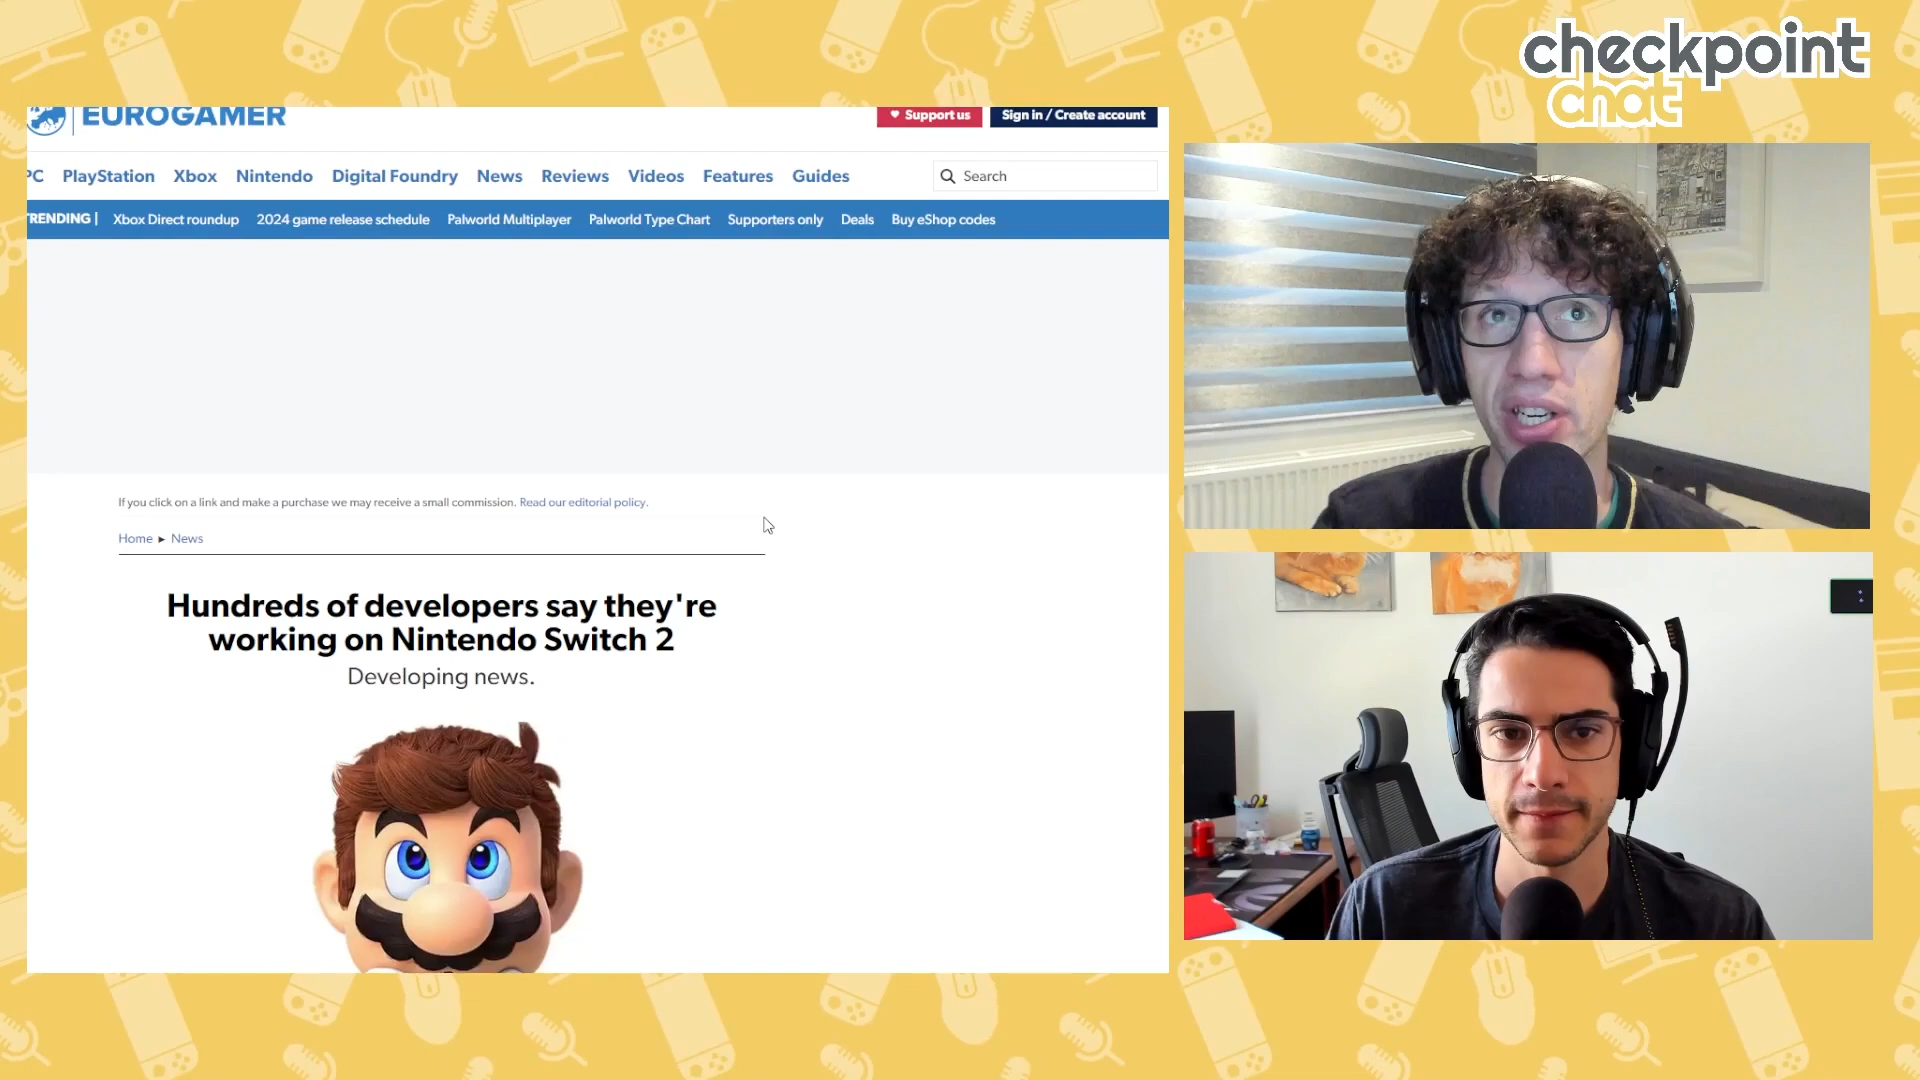 checkpoint
chat
EUROGAMER
Support us
Sign in / Create account
PC PlayStation Xbox Nintendo Digital Foundry News Reviews Videos Features Guides
Search
TRENDING | Xbox Direct roundup 2024 game release schedule Palworld Multiplayer Palworld Type Chart Supporters only Deals Buy eShop codes
If you click on a link and make a purchase we may receive a small commission. Read our editorial policy.
Home ▸ News
Hundreds of developers say they're
working on Nintendo Switch 2
Developing news.